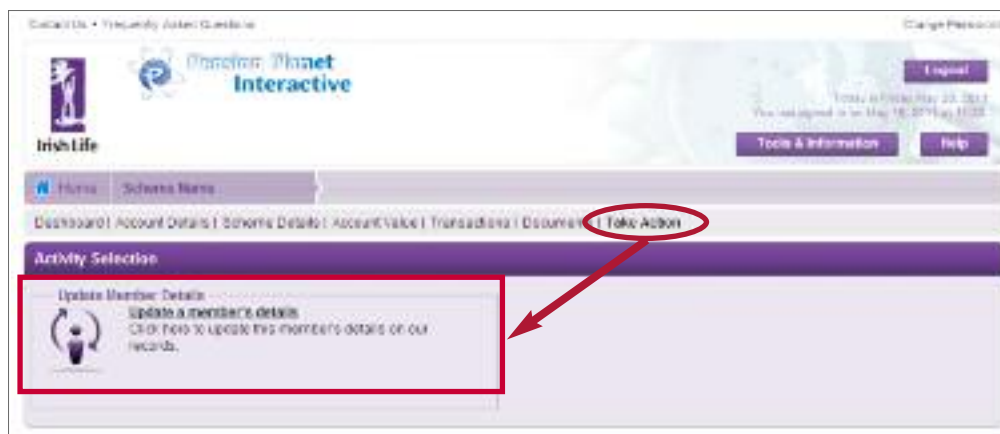 Contact Us • Frequently Asked Questions
Change Password
Pension Planet
Interactive
Logout
Irish Life
Tools & Information
Help
Home
Scheme Name
Dashboard | Account Details | Scheme Details | Account Value | Transactions | Documents | Take Action
Activity Selection
Update Member Details
Update a member's details
Click here to update this member's details on our
records.